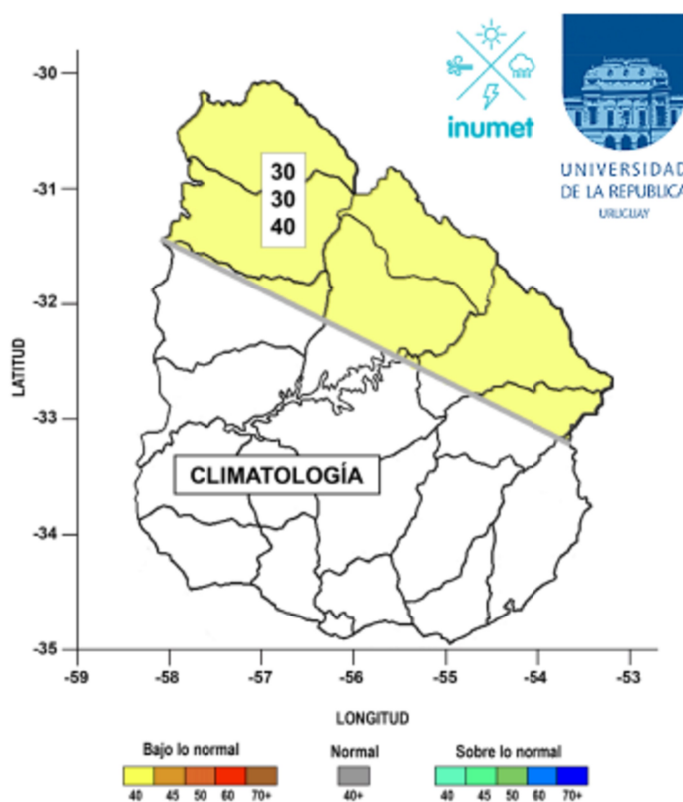 inumet
UNIVERSIDAD
DE LA REPUBLICA
URUGUAY
-30
-31
-32
-33
-34
-35
LATITUD
30
30
40
CLIMATOLOGÍA
-59 -58 -57 -56 -55 -54 -53
LONGITUD
Bajo lo normal Normal Sobre lo normal
40 45 50 60 70+ 40+ 40 45 50 60 70+